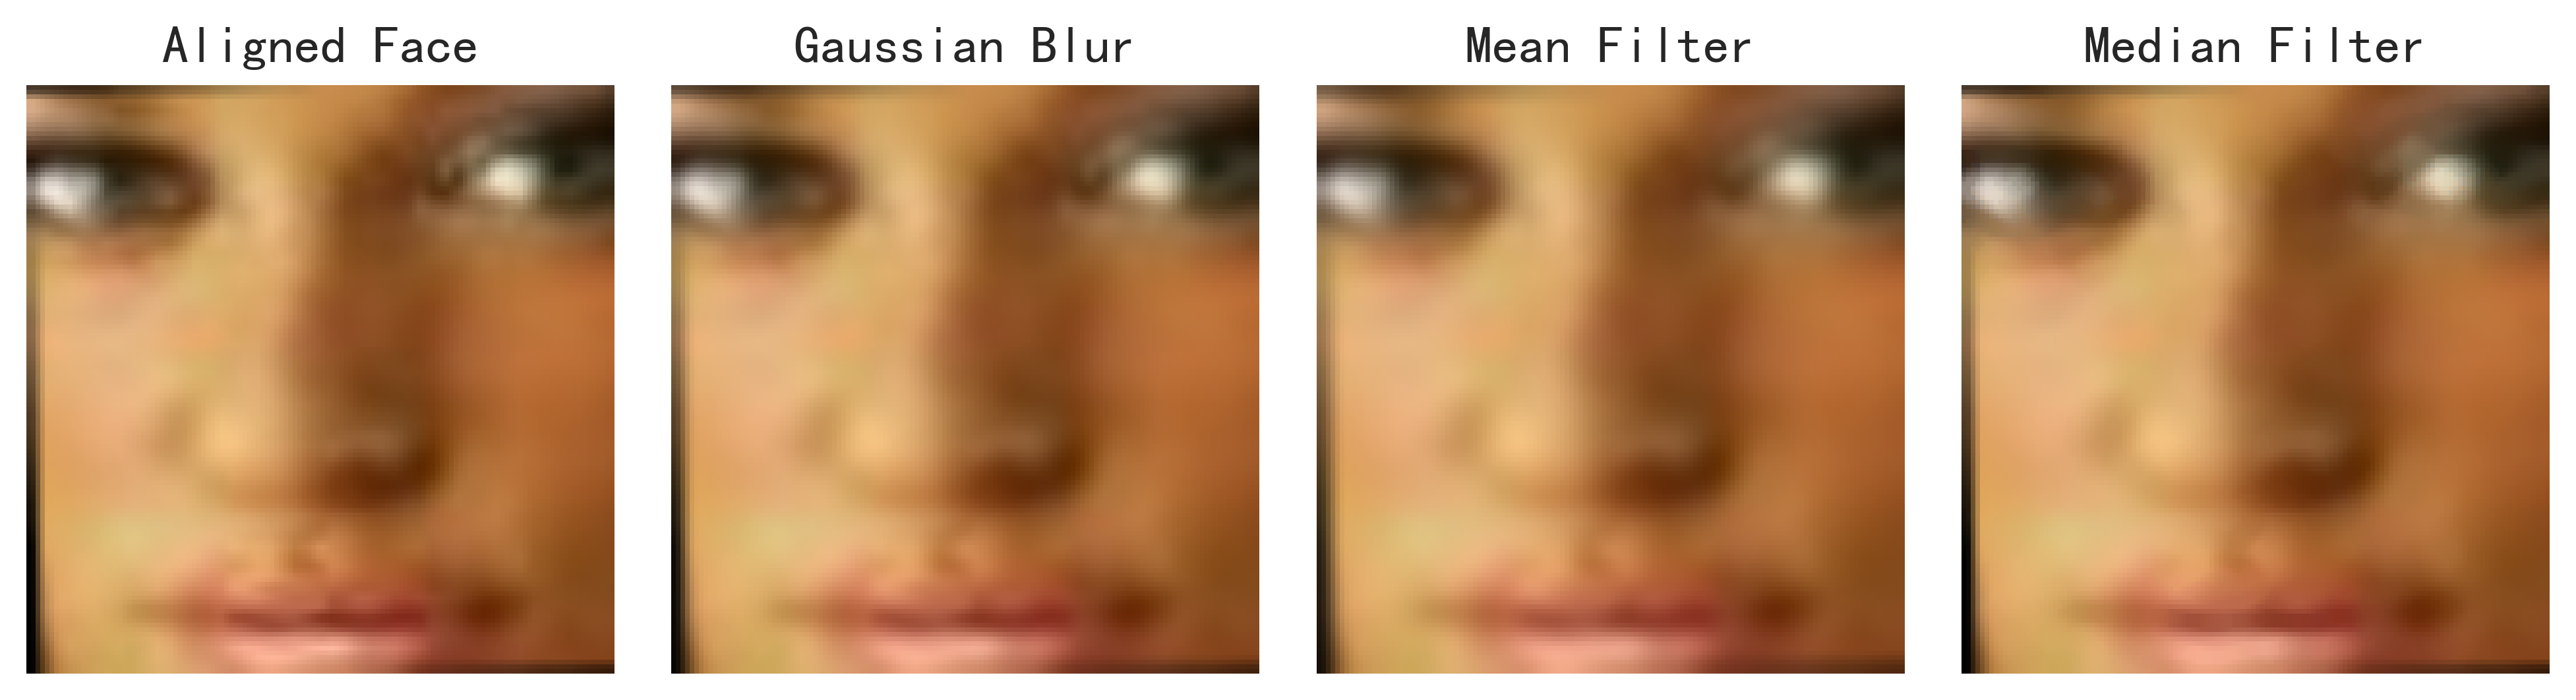 Aligned Face
Gaussian Blur
Mean Filter
Median Filter